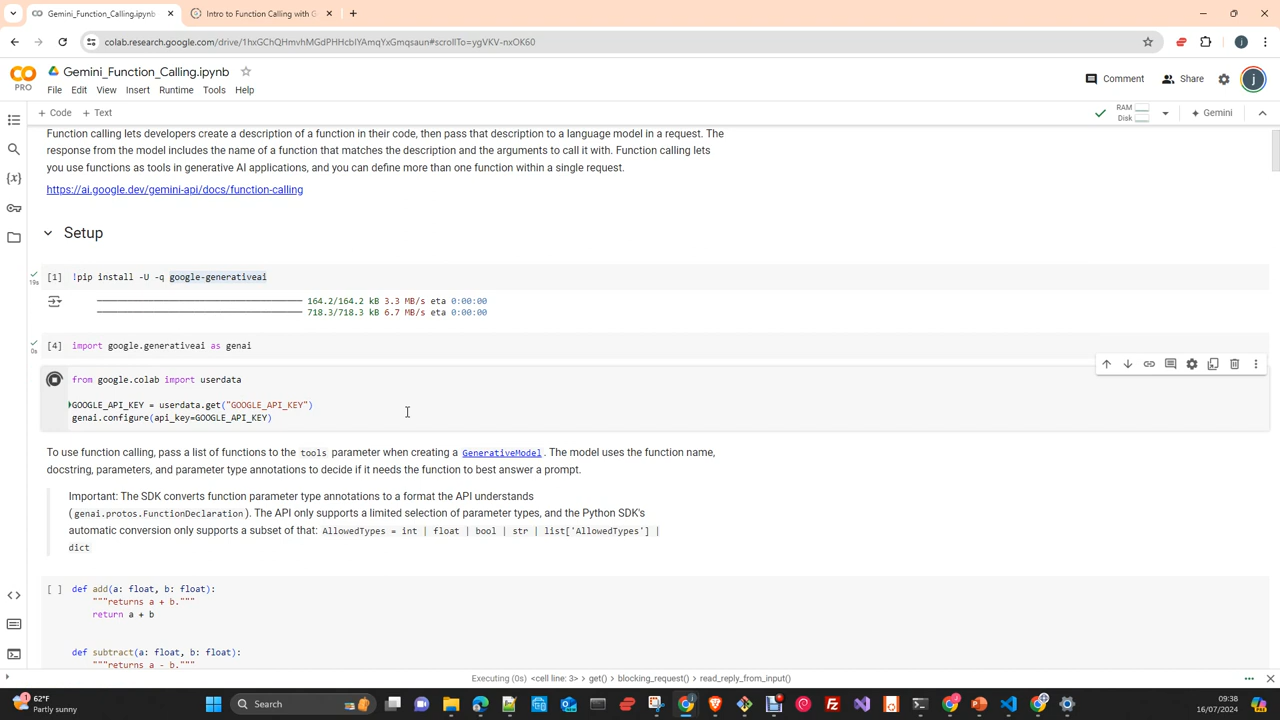 Gemini_Function_Calling.ipynb
Intro to Function Calling with G
colab.research.google.com/drive/1hxGChQHmvhMGdPHHcblYAmqYxGmqsaun#scrollTo=ygVKV-nxOK60
j
PRO
Gemini_Function_Calling.ipynb
File Edit View Insert Runtime Tools Help
Comment Share j
+ Code + Text
RAM
Disk
Gemini
Function calling lets developers create a description of a function in their code, then pass that description to a language model in a request. The
response from the model includes the name of a function that matches the description and the arguments to call it with. Function calling lets
you use functions as tools in generative AI applications, and you can define more than one function within a single request.
https://ai.google.dev/gemini-api/docs/function-calling
Setup
19s [1] !pip install -U -q google-generativeai
164.2/164.2 kB 3.3 MB/s eta 0:00:00
718.3/718.3 kB 6.7 MB/s eta 0:00:00
0s [4] import google.generativeai as genai
from google.colab import userdata
GOOGLE_API_KEY = userdata.get("GOOGLE_API_KEY")
genai.configure(api_key=GOOGLE_API_KEY)
To use function calling, pass a list of functions to the tools parameter when creating a GenerativeModel. The model uses the function name,
docstring, parameters, and parameter type annotations to decide if it needs the function to best answer a prompt.
Important: The SDK converts function parameter type annotations to a format the API understands
(genai.protos.FunctionDeclaration). The API only supports a limited selection of parameter types, and the Python SDK's
automatic conversion only supports a subset of that: AllowedTypes = int | float | bool | str | list['AllowedTypes'] |
dict
[ ] def add(a: float, b: float):
"""returns a + b."""
return a + b
def subtract(a: float, b: float):
"""returns a - b."""
Executing (0s) <cell line: 3> > get() > blocking_request() > read_reply_from_input()
62°F
Partly sunny
Search
09:38
16/07/2024